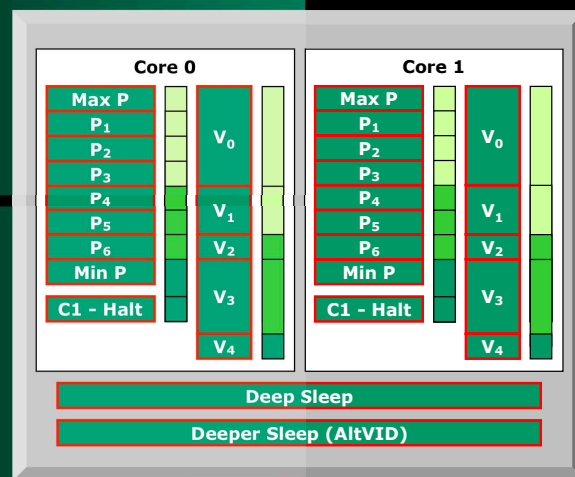 Core 0
Max P
P₁
P₂
P₃
P₄
P₅
P₆
Min P
C1 - Halt
V₀
V₁
V₂
V₃
V₄
Core 1
Max P
P₁
P₂
P₃
P₄
P₅
P₆
Min P
C1 - Halt
V₀
V₁
V₂
V₃
V₄
Deep Sleep
Deeper Sleep (AltVID)